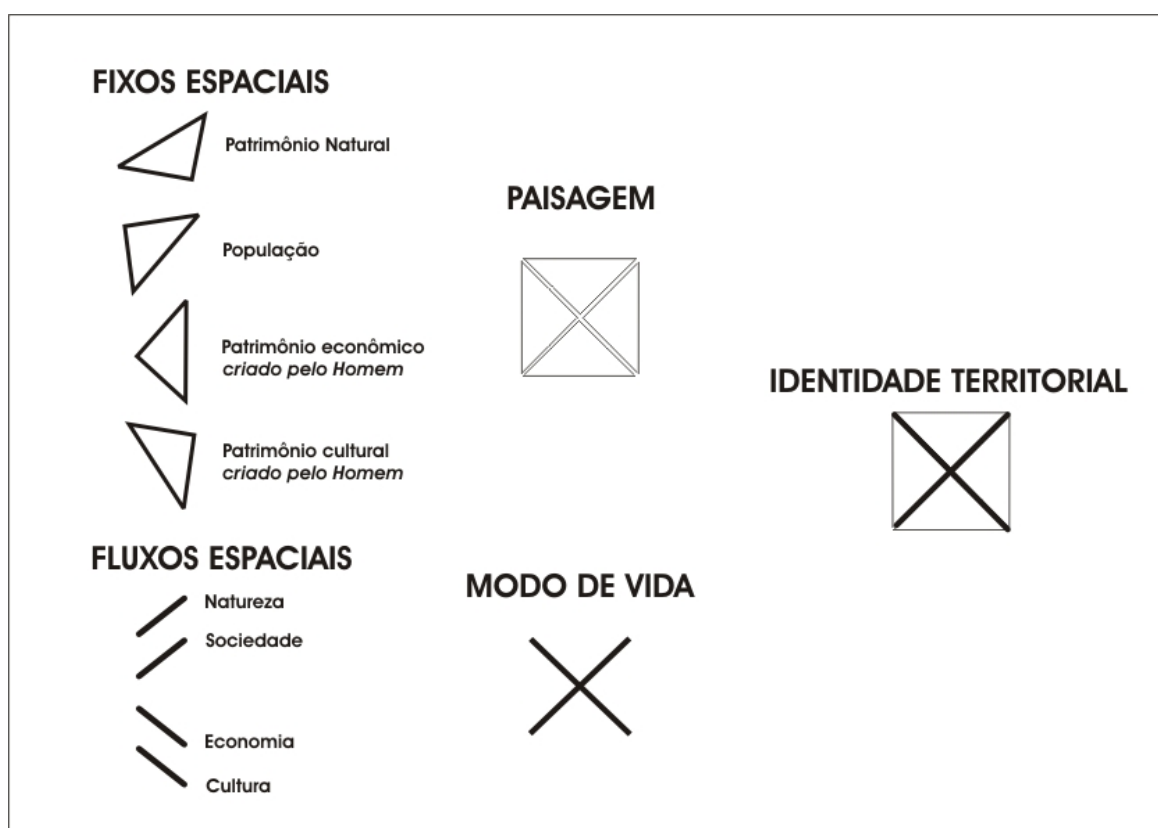 FIXOS ESPACIAIS
Patrimônio Natural
População
Patrimônio econômico
criado pelo Homem
Patrimônio cultural
criado pelo Homem
FLUXOS ESPACIAIS
Natureza
Sociedade
Economia
Cultura
PAISAGEM
MODO DE VIDA
IDENTIDADE TERRITORIAL